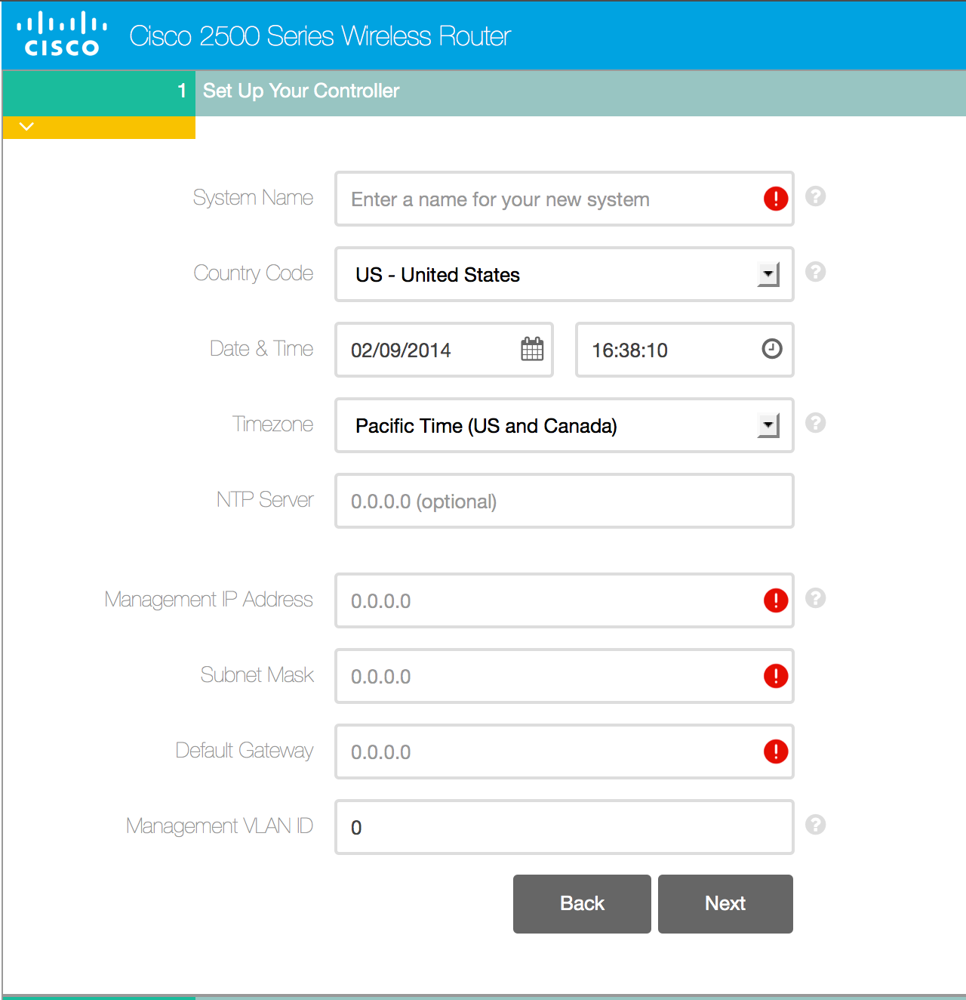 CISCO
Cisco 2500 Series Wireless Router
1 Set Up Your Controller
System Name Enter a name for your new system ! ?
Country Code US - United States ?
Date & Time 02/09/2014 16:38:10
Timezone Pacific Time (US and Canada) ?
NTP Server 0.0.0.0 (optional)
Management IP Address 0.0.0.0 ! ?
Subnet Mask 0.0.0.0 !
Default Gateway 0.0.0.0 !
Management VLAN ID 0 ?
Back Next